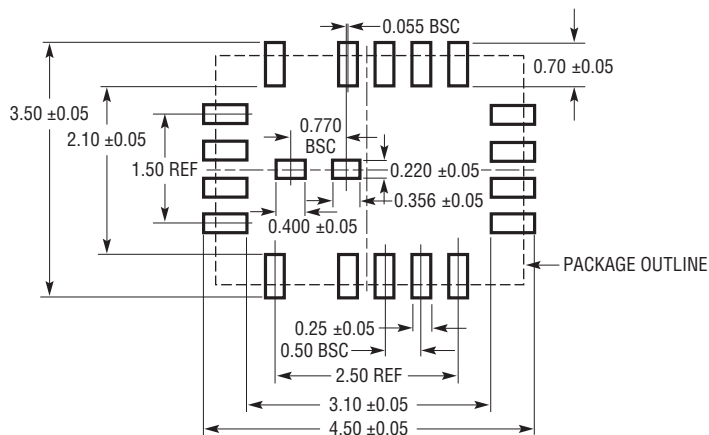 0.055 BSC
0.70 ±0.05
3.50 ±0.05
2.10 ±0.05
0.770
BSC
1.50 REF
0.220 ±0.05
0.356 ±0.05
0.400 ±0.05
PACKAGE OUTLINE
0.25 ±0.05
0.50 BSC
2.50 REF
3.10 ±0.05
4.50 ±0.05